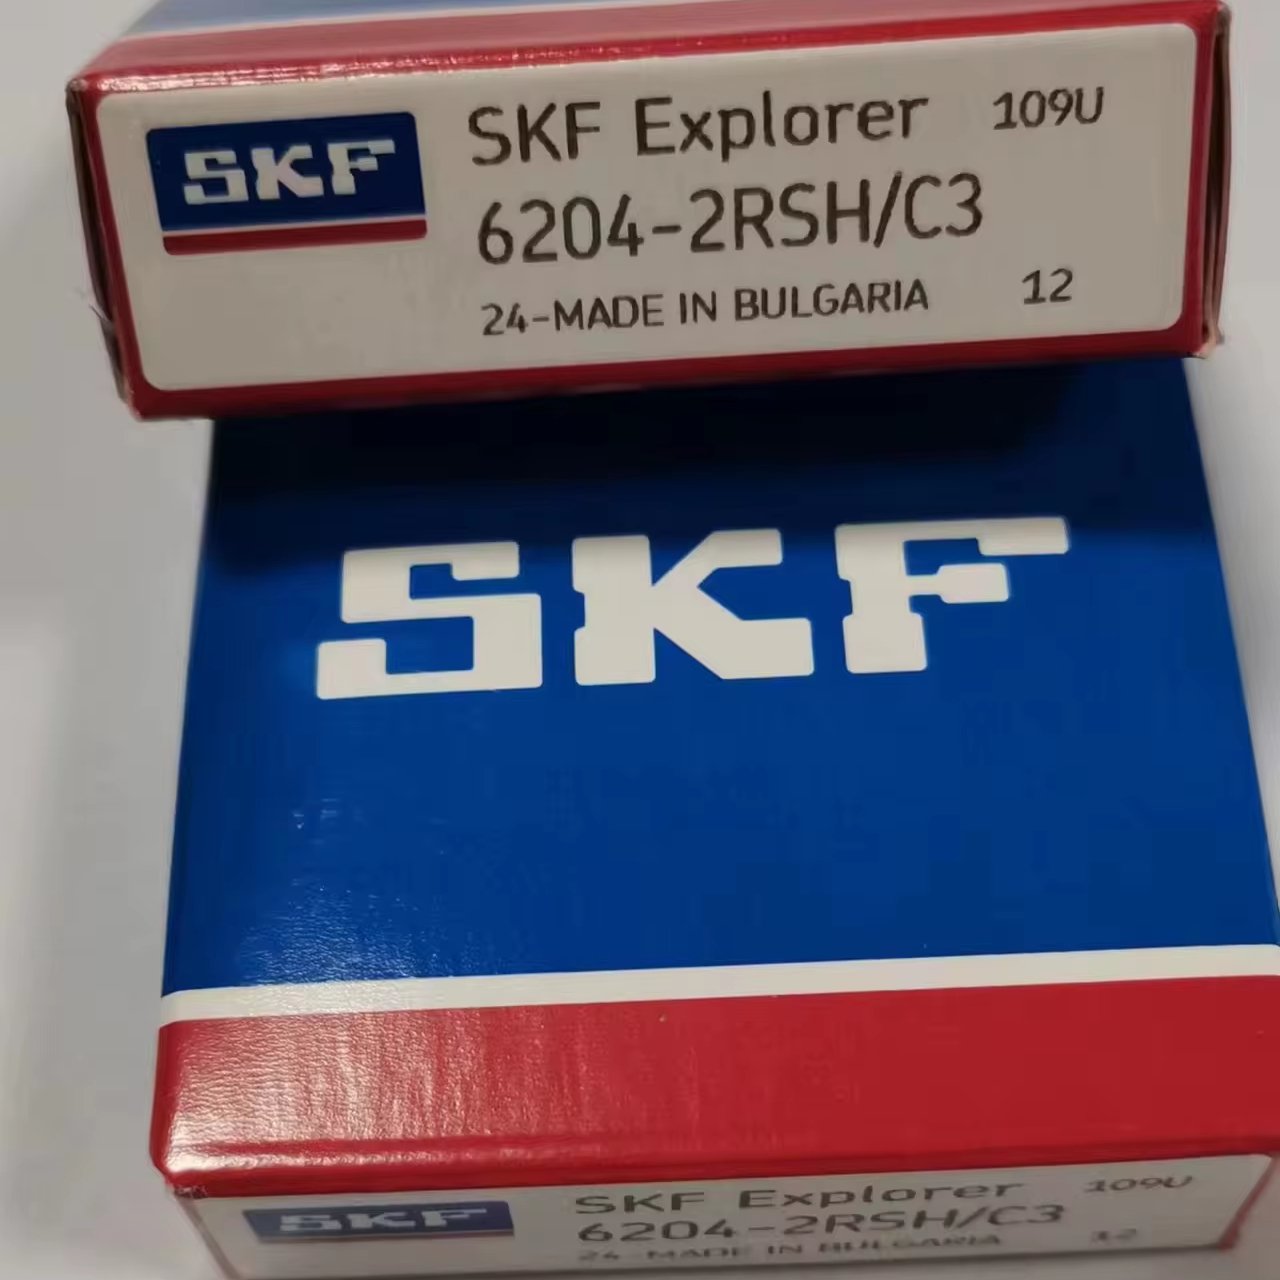 SKF
SKF Explorer 109U
6204-2RSH/C3
24-MADE IN BULGARIA 12
SKF
SKF
SKF Explorer 109U
6204-2RSH/C3
24-MADE IN BULGARIA 12